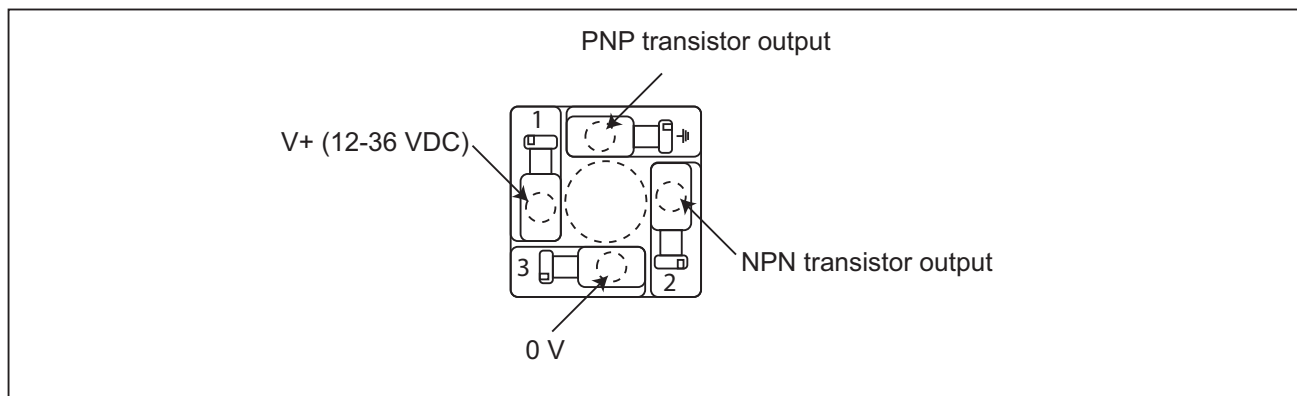 PNP transistor output
1
V+ (12-36 VDC)
NPN transistor output
3
2
0 V